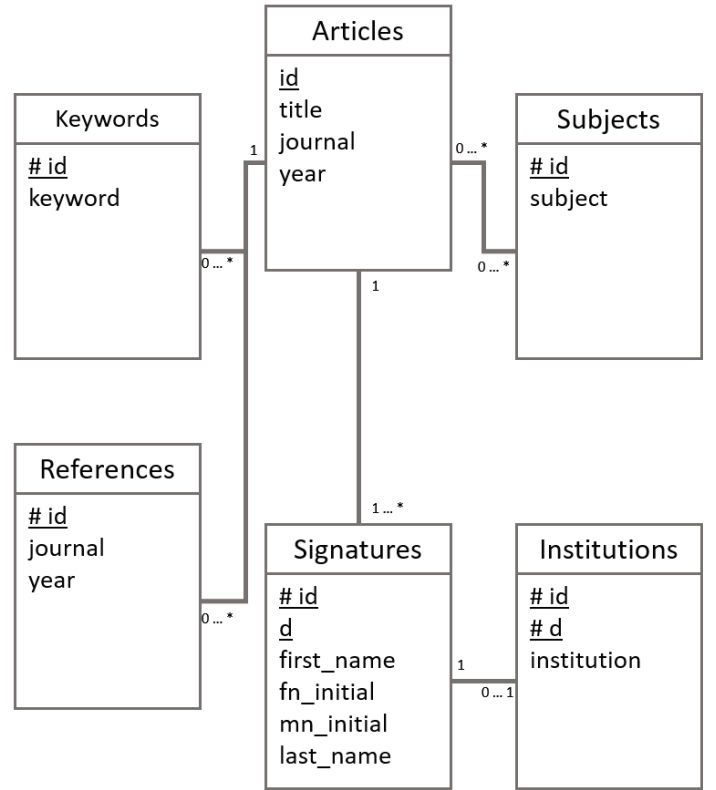 Articles
id
title
journal
year
Keywords
# id
keyword
Subjects
# id
subject
1
0 ... *
0 ... *
0 ... *
1
References
# id
journal
year
0 ... *
1 ... *
Signatures
# id
d
first_name
fn_initial
mn_initial
last_name
Institutions
# id
# d
institution
1
0 ... 1